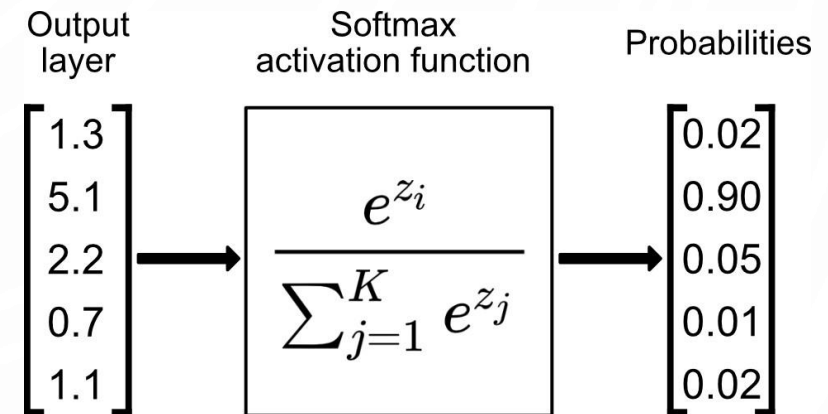 Output
layer
Softmax
activation function
Probabilities
1.3
5.1
2.2
0.7
1.1
e^{z_i}
∑_{j=1}^{K} e^{z_j}
0.02
0.90
0.05
0.01
0.02